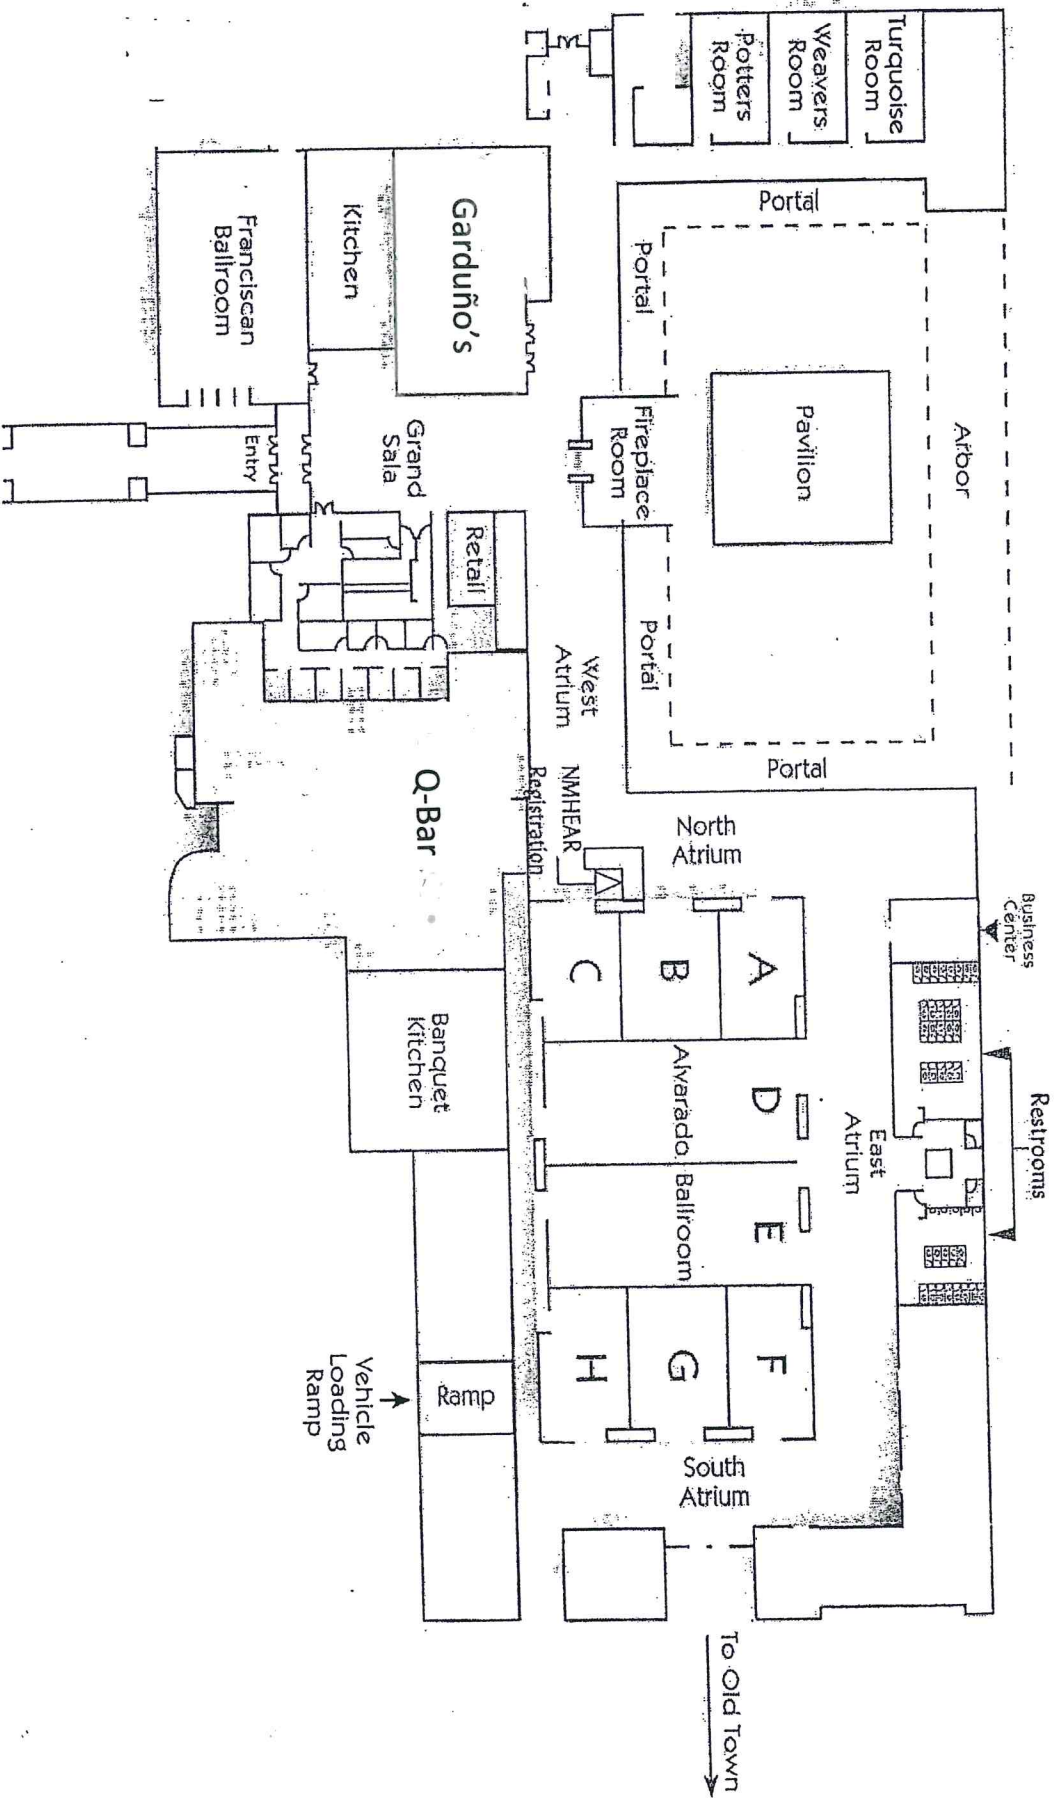 Turquoise
Room
Weavers
Room
Potters
Room
Portal
Portal
Arbor
Pavilion
Fireplace
Room
Portal
Portal
Garduño's
Kitchen
Franciscan
Ballroom
Grand
Sala
Entry
Retail
West
Atrium
Q-Bar
NMHEAR
Registration
North
Atrium
Business
Center
Restrooms
A
B
C
D
Alvarado Ballroom
E
East
Atrium
F
G
H
Banquet
Kitchen
Ramp
Vehicle
Loading
Ramp
South
Atrium
To Old Town